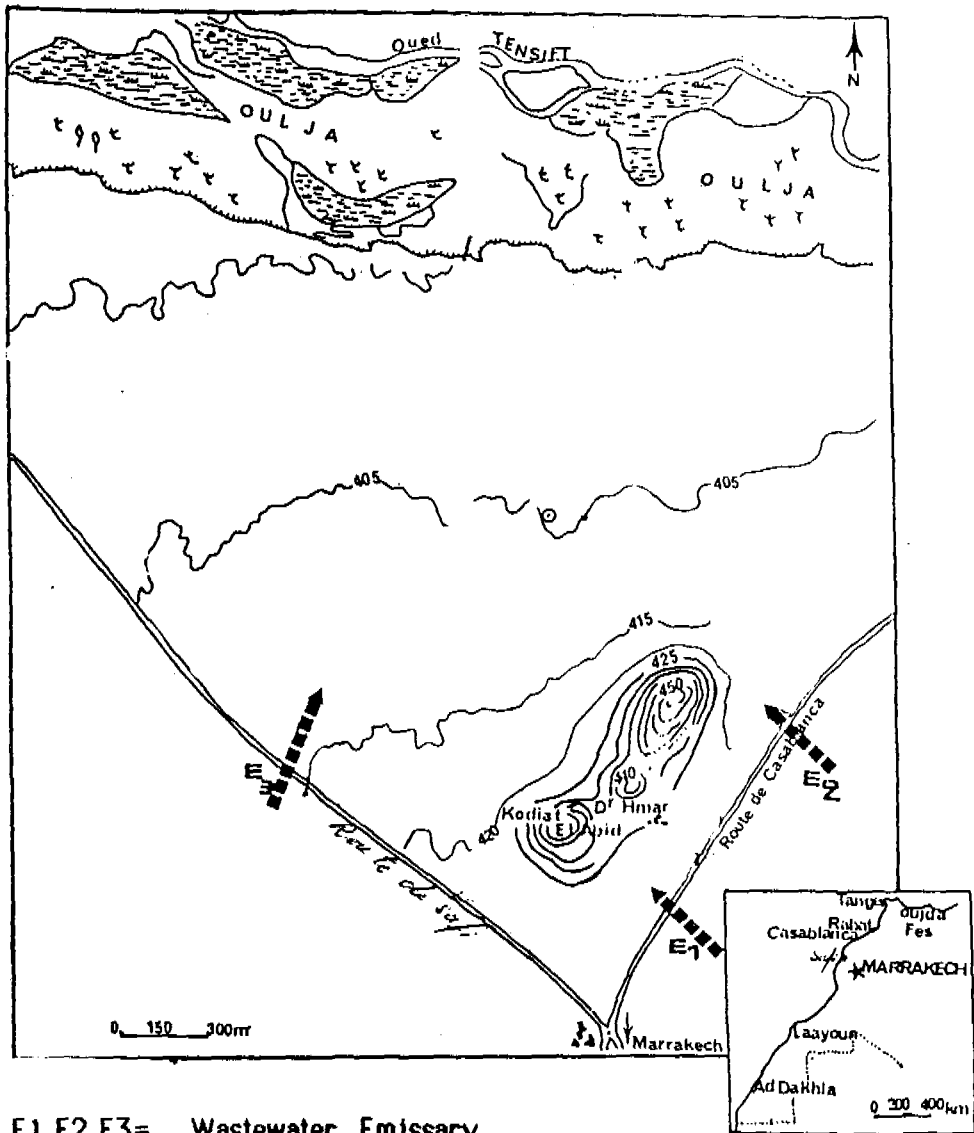 Oued TENSIFT
N
OULJA
OULJA
405
405
415
425
450
410
Kodiat
Dr Hmar
El Abid
420
E3
E2
E1
Route de Casablanca
Route de safi
0 150 300m
Marrakech
Tanger
oujda
Rabat
Fes
Casablanca
MARRAKECH
Laayoun
Ad Dakhla
0 200 400km
E1,E2,E3= Wastewater Emissary